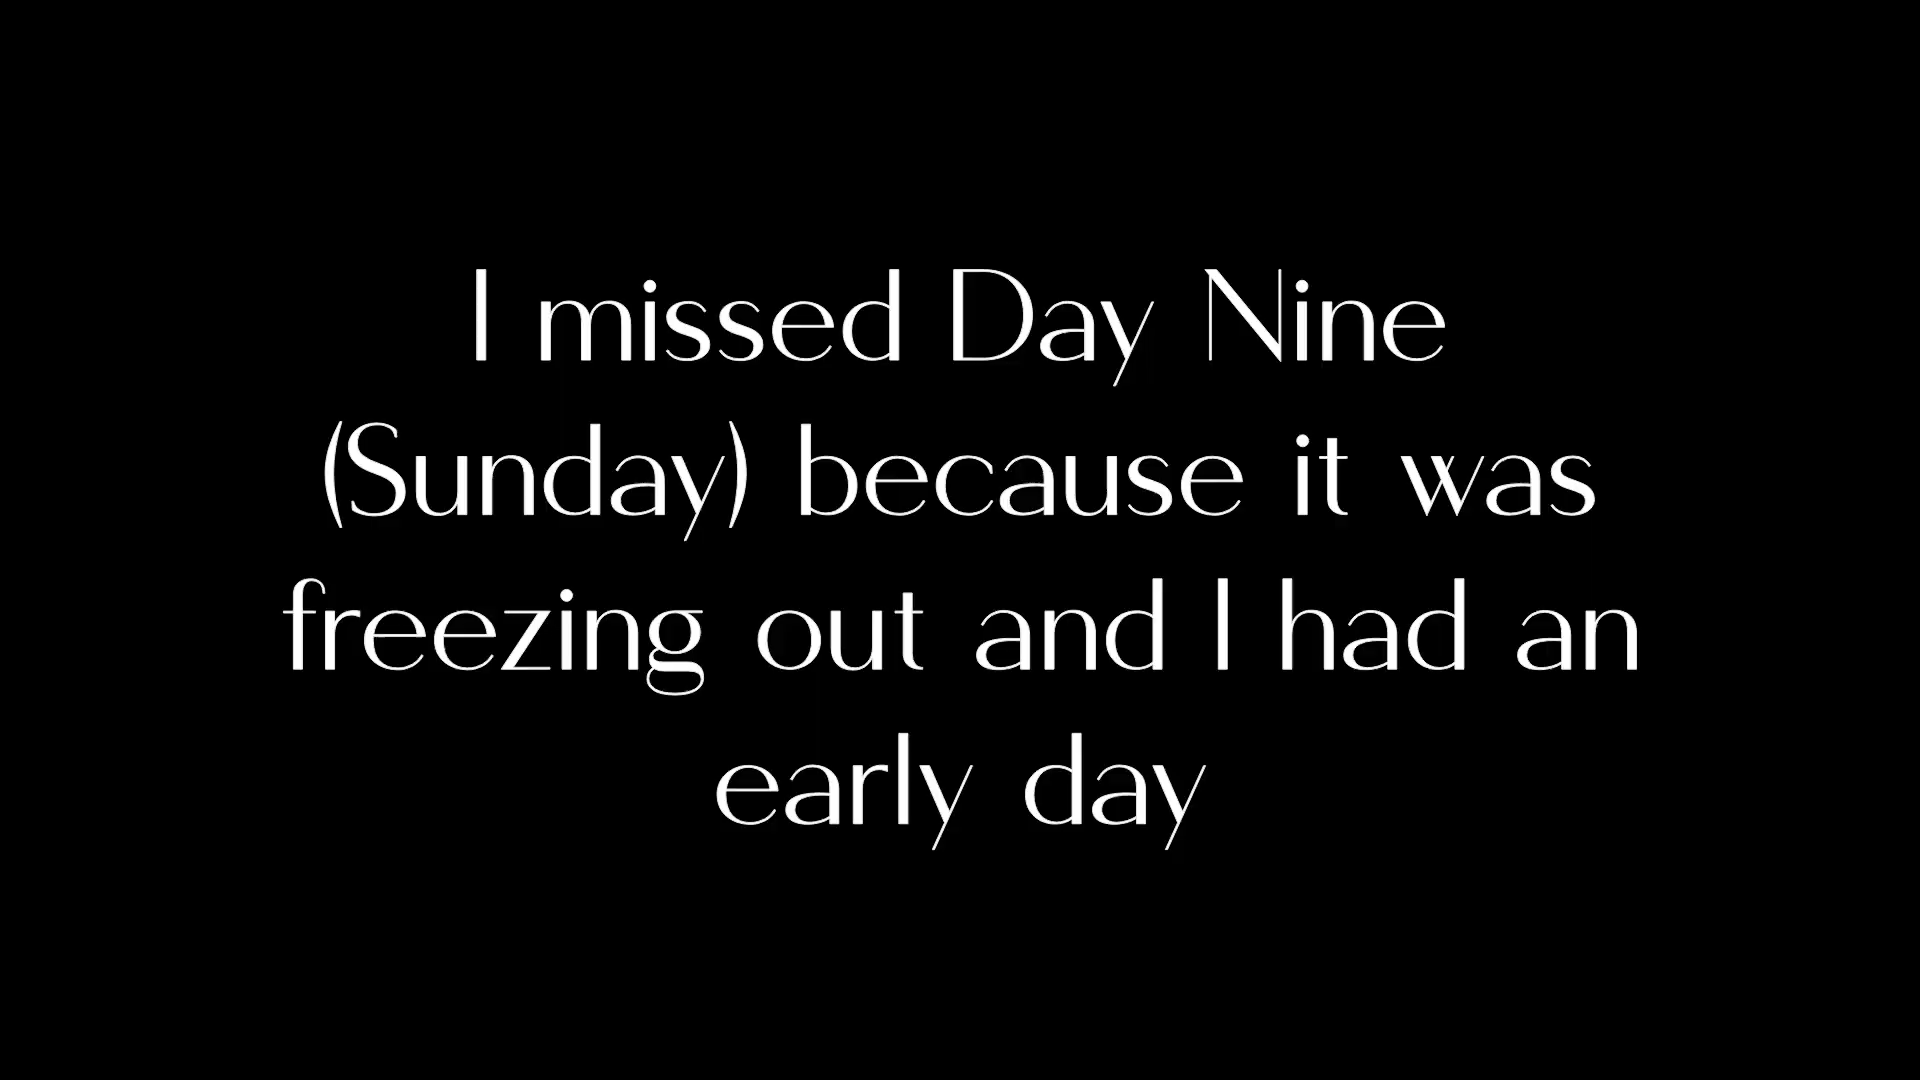 I missed Day Nine
(Sunday) because it was
freezing out and I had an
early day